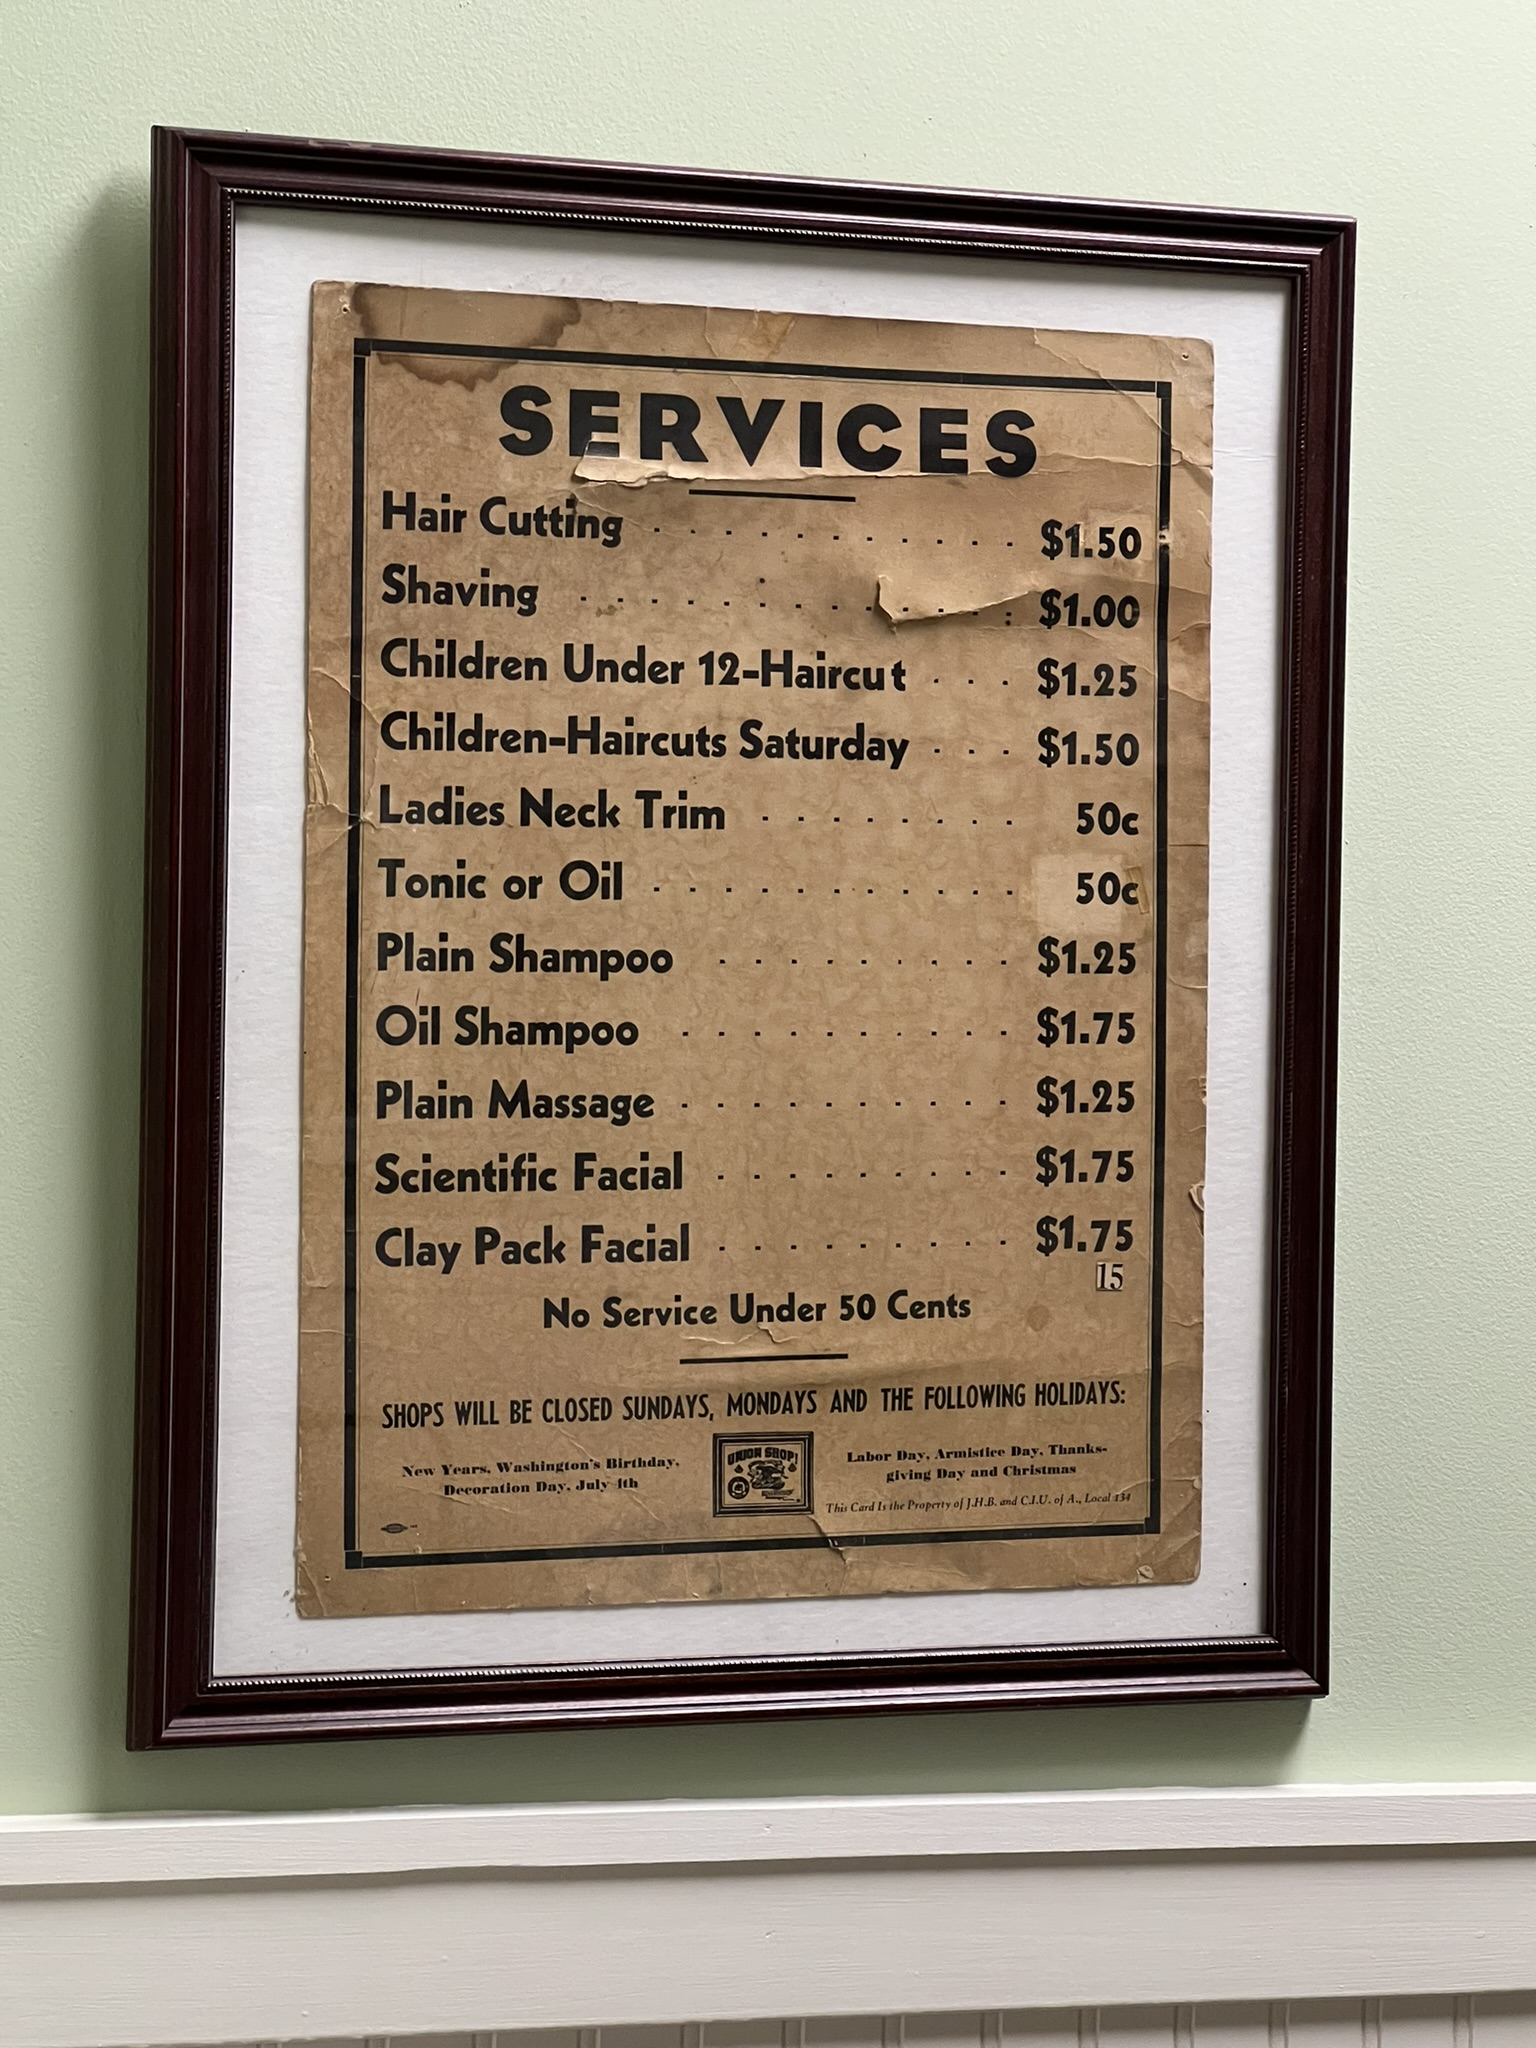 SERVICES
Hair Cutting . . . . . . . . . . . $1.50
Shaving . . . . . . . . . . . . . $1.00
Children Under 12-Haircut . . . $1.25
Children-Haircuts Saturday . . . $1.50
Ladies Neck Trim . . . . . . . . 50c
Tonic or Oil . . . . . . . . . . . 50c
Plain Shampoo . . . . . . . . . $1.25
Oil Shampoo . . . . . . . . . . $1.75
Plain Massage . . . . . . . . . . $1.25
Scientific Facial . . . . . . . . . $1.75
Clay Pack Facial . . . . . . . . . $1.75
15
No Service Under 50 Cents
SHOPS WILL BE CLOSED SUNDAYS, MONDAYS AND THE FOLLOWING HOLIDAYS:
New Years, Washington's Birthday,
Decoration Day, July 4th
UNION SHOP!
Labor Day, Armistice Day, Thanks-
giving Day and Christmas
This Card Is the Property of J.H.B. and C.I.U. of A., Local 134